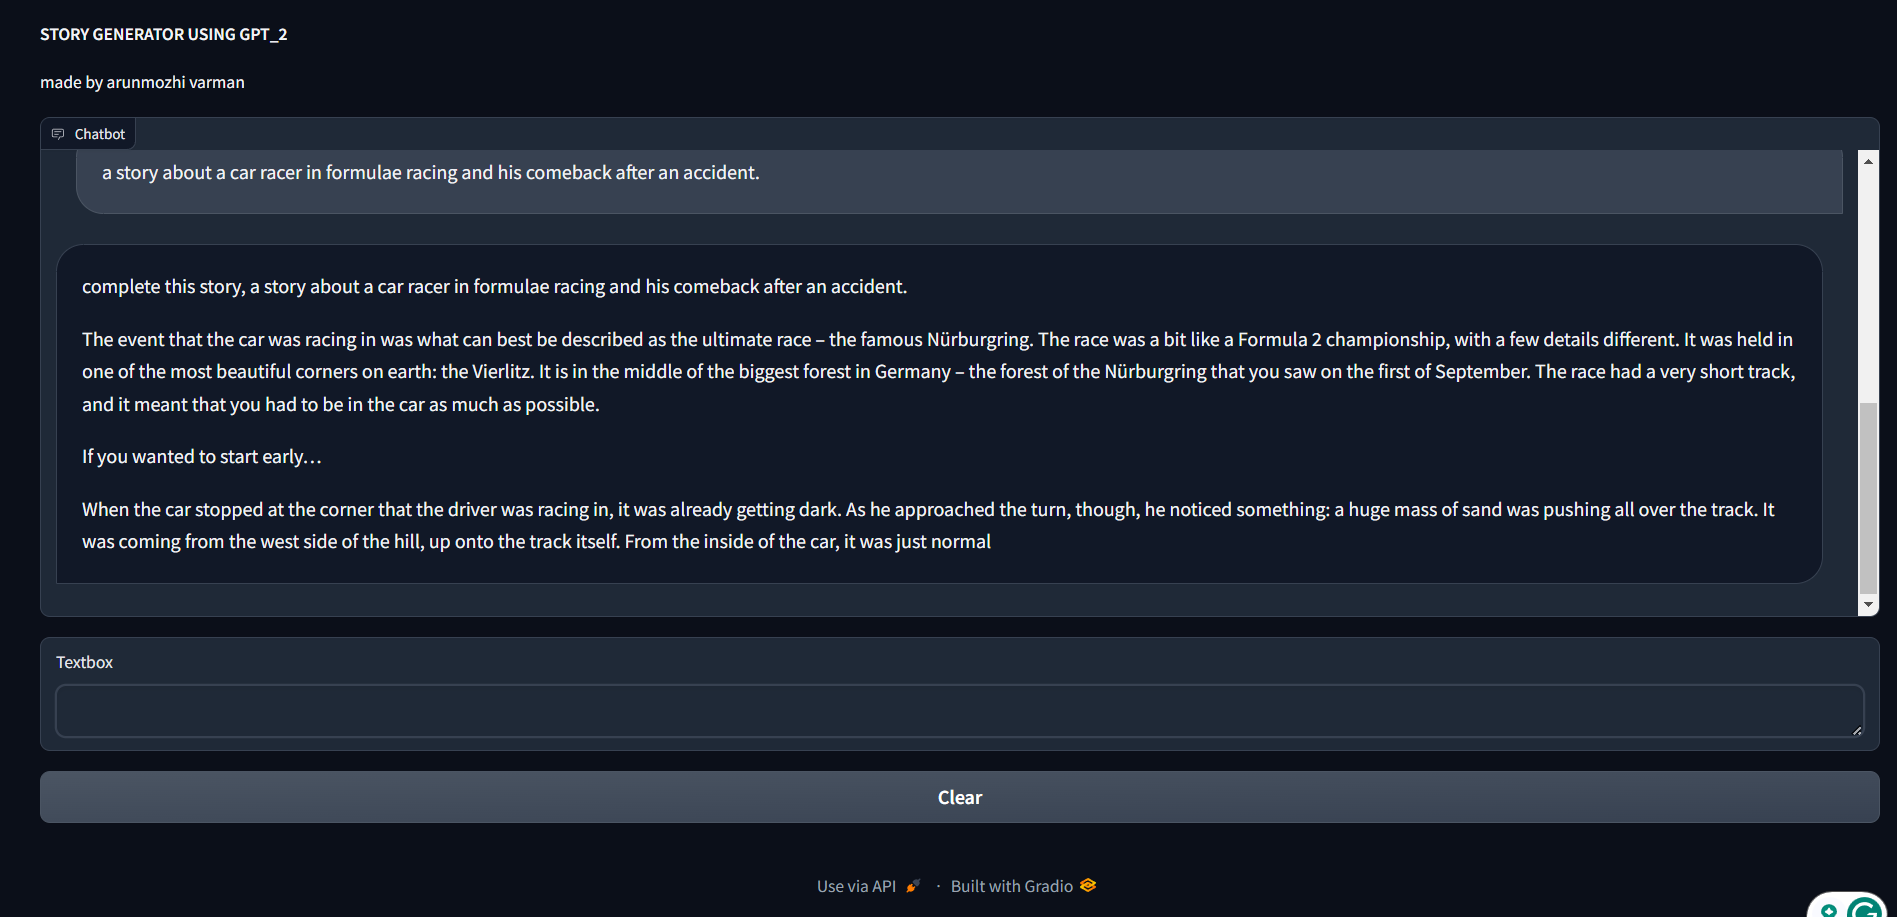 STORY GENERATOR USING GPT_2
made by arunmozhi varman
Chatbot
a story about a car racer in formulae racing and his comeback after an accident.
complete this story, a story about a car racer in formulae racing and his comeback after an accident.
The event that the car was racing in was what can best be described as the ultimate race – the famous Nürburgring. The race was a bit like a Formula 2 championship, with a few details different. It was held in
one of the most beautiful corners on earth: the Vierlitz. It is in the middle of the biggest forest in Germany – the forest of the Nürburgring that you saw on the first of September. The race had a very short track,
and it meant that you had to be in the car as much as possible.
If you wanted to start early…
When the car stopped at the corner that the driver was racing in, it was already getting dark. As he approached the turn, though, he noticed something: a huge mass of sand was pushing all over the track. It
was coming from the west side of the hill, up onto the track itself. From the inside of the car, it was just normal
Textbox
Clear
Use via API · Built with Gradio